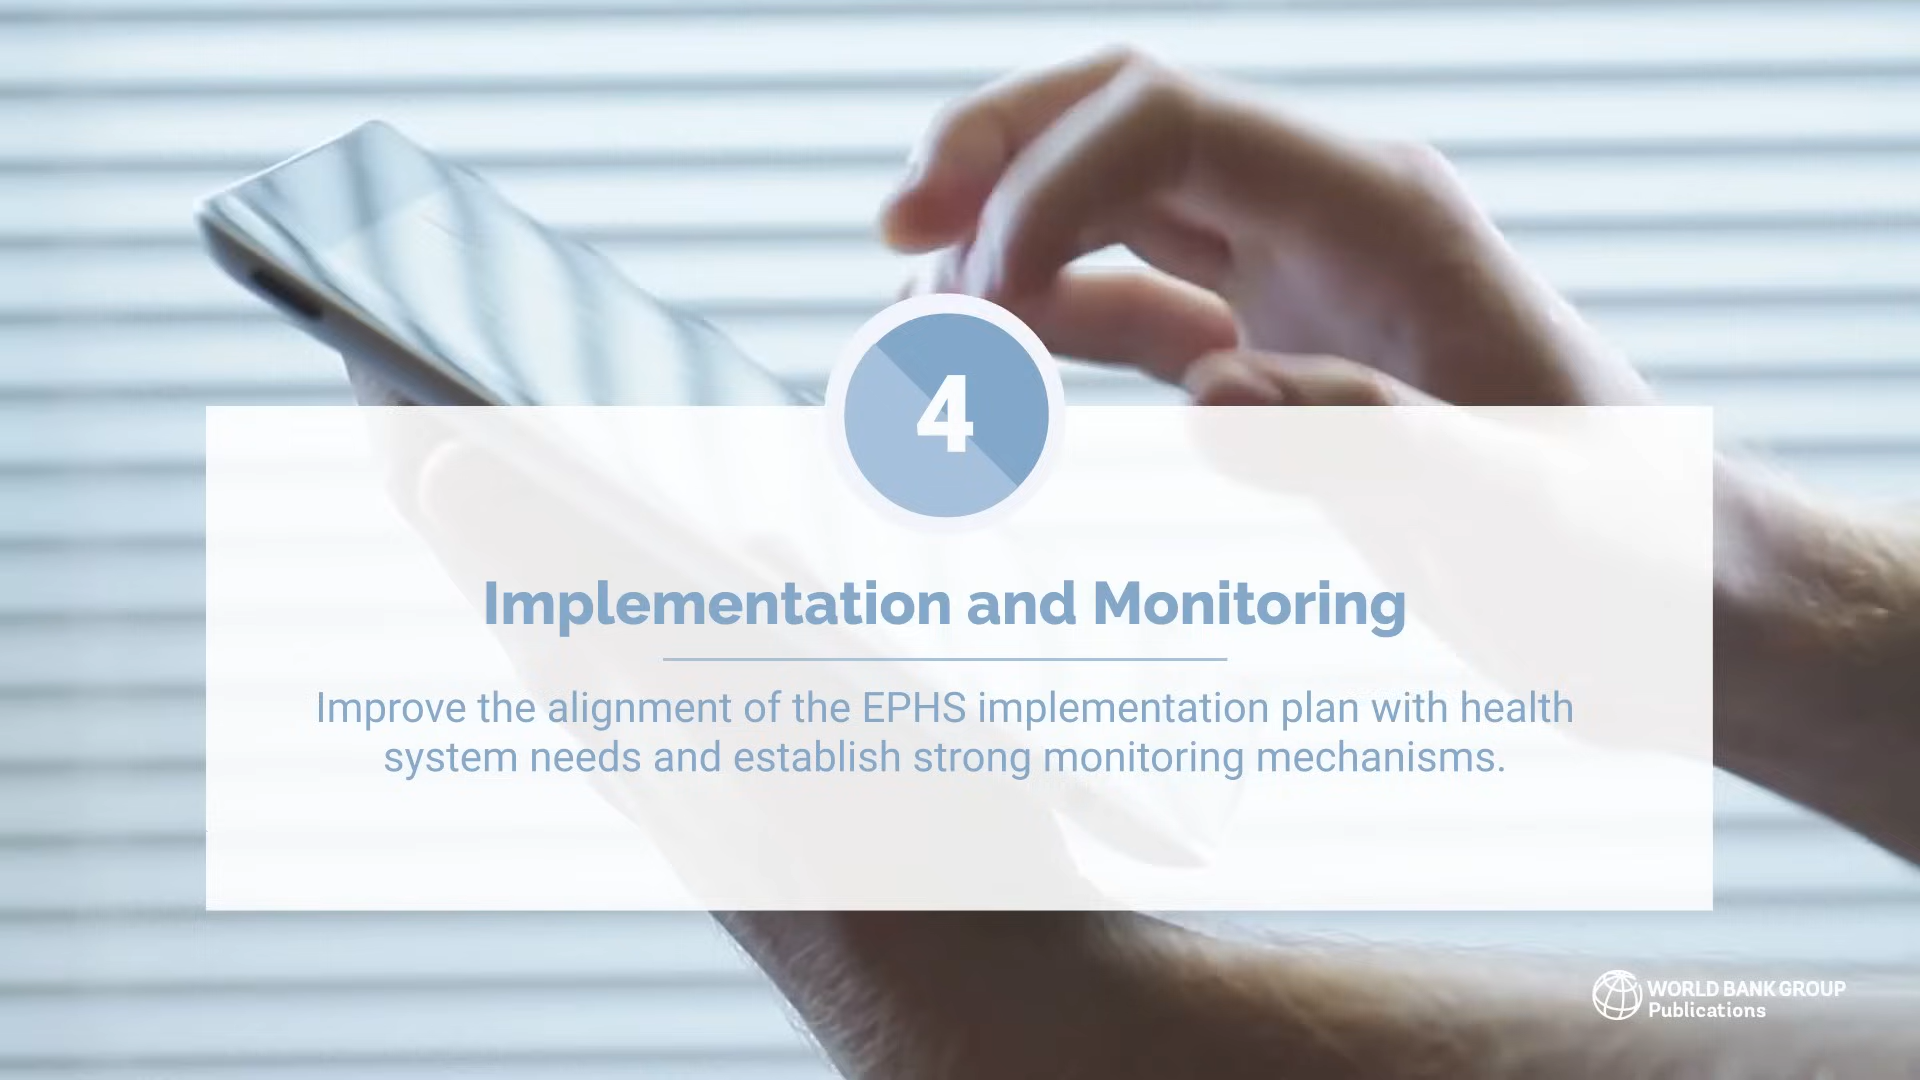 4
Implementation and Monitoring
Improve the alignment of the EPHS implementation plan with health
system needs and establish strong monitoring mechanisms.
WORLD BANK GROUP
Publications